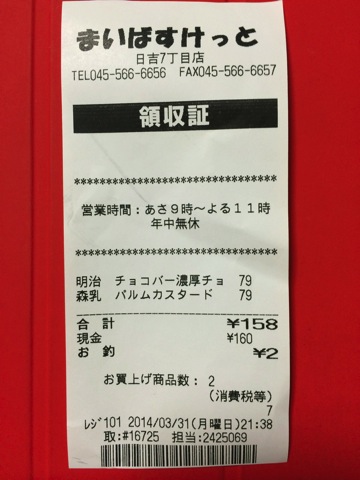 まいばすけっと
日吉7丁目店
TEL045-566-6656 FAX045-566-6657
領収証
********************************
営業時間：あさ９時～よる１１時
年中無休
********************************
明治 チョコバー濃厚チョ 79
森乳 パルムカスタード 79
合計 ¥158
現金 ¥160
お釣 ¥2
お買上げ商品数： 2
(消費税等)
7
ﾚｼﾞ101 2014/03/31(月曜日)21:38
取:#16725 担当:2425069